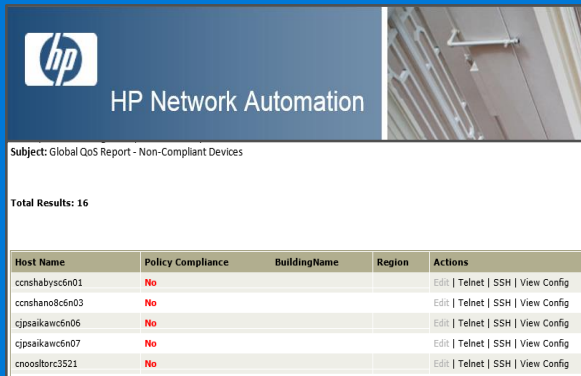 hp
HP Network Automation
Subject: Global QoS Report - Non-Compliant Devices
Total Results: 16
Host Name Policy Compliance BuildingName Region Actions
ccnshabysc6n01 No Edit | Telnet | SSH | View Config
ccnshano8c6n03 No Edit | Telnet | SSH | View Config
cjpsaikawc6n06 No Edit | Telnet | SSH | View Config
cjpsaikawc6n07 No Edit | Telnet | SSH | View Config
cnoosltorc3521 No Edit | Telnet | SSH | View Config